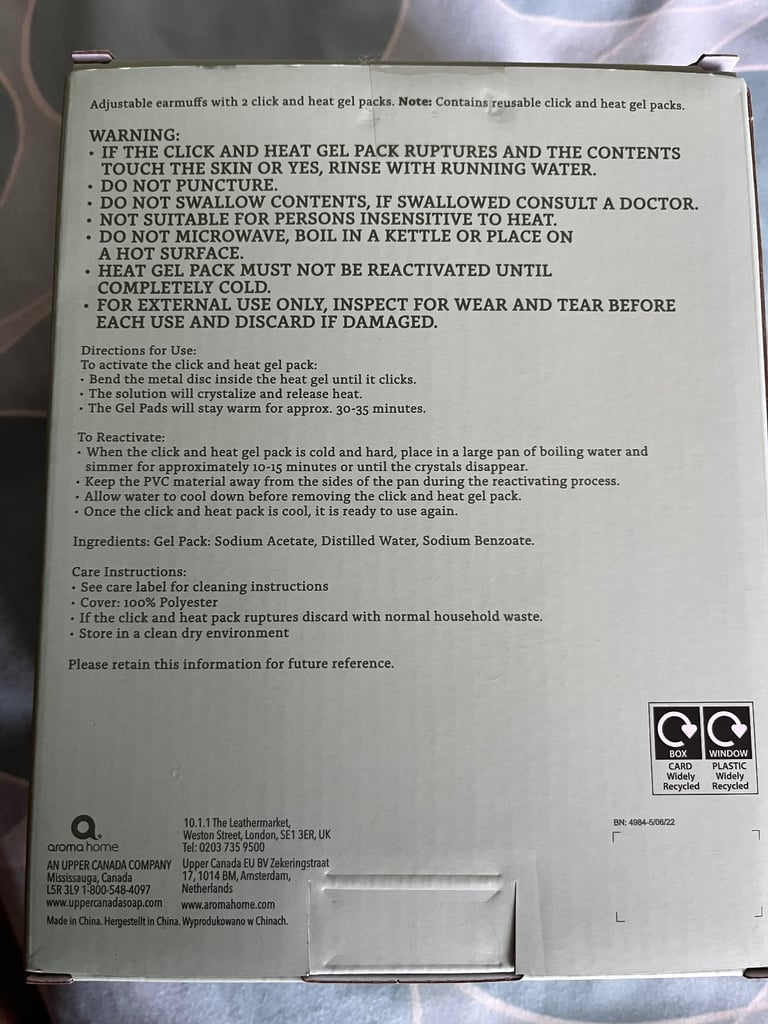 Adjustable earmuffs with 2 click and heat gel packs. Note: Contains reusable click and heat gel packs.
WARNING:
• IF THE CLICK AND HEAT GEL PACK RUPTURES AND THE CONTENTS
TOUCH THE SKIN OR YES, RINSE WITH RUNNING WATER.
• DO NOT PUNCTURE.
• DO NOT SWALLOW CONTENTS, IF SWALLOWED CONSULT A DOCTOR.
• NOT SUITABLE FOR PERSONS INSENSITIVE TO HEAT.
• DO NOT MICROWAVE, BOIL IN A KETTLE OR PLACE ON
A HOT SURFACE.
• HEAT GEL PACK MUST NOT BE REACTIVATED UNTIL
COMPLETELY COLD.
• FOR EXTERNAL USE ONLY, INSPECT FOR WEAR AND TEAR BEFORE
EACH USE AND DISCARD IF DAMAGED.
Directions for Use:
To activate the click and heat gel pack:
• Bend the metal disc inside the heat gel until it clicks.
• The solution will crystalize and release heat.
• The Gel Pads will stay warm for approx. 30-35 minutes.
To Reactivate:
• When the click and heat gel pack is cold and hard, place in a large pan of boiling water and
simmer for approximately 10-15 minutes or until the crystals disappear.
• Keep the PVC material away from the sides of the pan during the reactivating process.
• Allow water to cool down before removing the click and heat gel pack.
• Once the click and heat pack is cool, it is ready to use again.
Ingredients: Gel Pack: Sodium Acetate, Distilled Water, Sodium Benzoate.
Care Instructions:
• See care label for cleaning instructions
• Cover: 100% Polyester
• If the click and heat pack ruptures discard with normal household waste.
• Store in a clean dry environment
Please retain this information for future reference.
BOX
CARD
Widely
Recycled
WINDOW
PLASTIC
Widely
Recycled
a.
aroma home
AN UPPER CANADA COMPANY
Mississauga, Canada
L5R 3L9 1-800-548-4097
www.uppercanadasoap.com
10.1.1 The Leathermarket,
Weston Street, London, SE1 3ER, UK
Tel: 0203 735 9500
Upper Canada EU BV Zekeringstraat
17, 1014 BM, Amsterdam,
Netherlands
www.aromahome.com
Made in China. Hergestellt in China. Wyprodukowano w Chinach.
BN: 4984-5/06/22